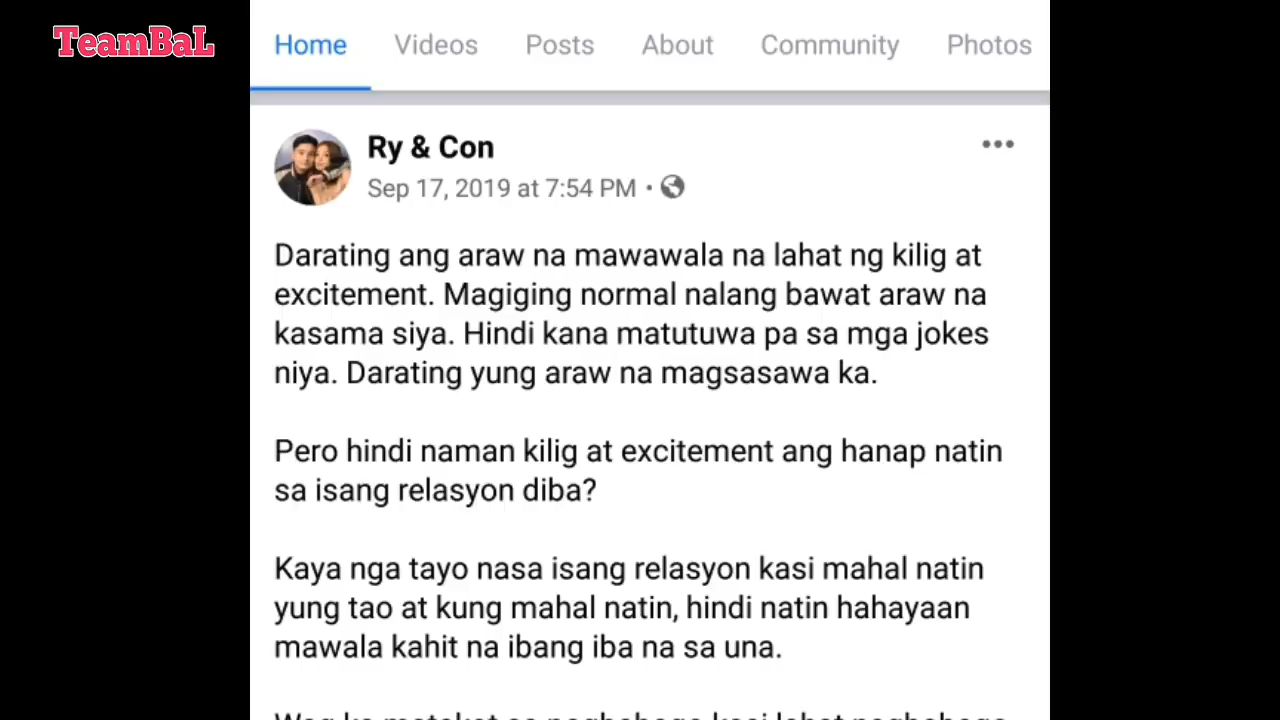 TeamBaL
Home Videos Posts About Community Photos
Ry & Con
Sep 17, 2019 at 7:54 PM ·
Darating ang araw na mawawala na lahat ng kilig at
excitement. Magiging normal nalang bawat araw na
kasama siya. Hindi kana matutuwa pa sa mga jokes
niya. Darating yung araw na magsasawa ka.
Pero hindi naman kilig at excitement ang hanap natin
sa isang relasyon diba?
Kaya nga tayo nasa isang relasyon kasi mahal natin
yung tao at kung mahal natin, hindi natin hahayaan
mawala kahit na ibang iba na sa una.